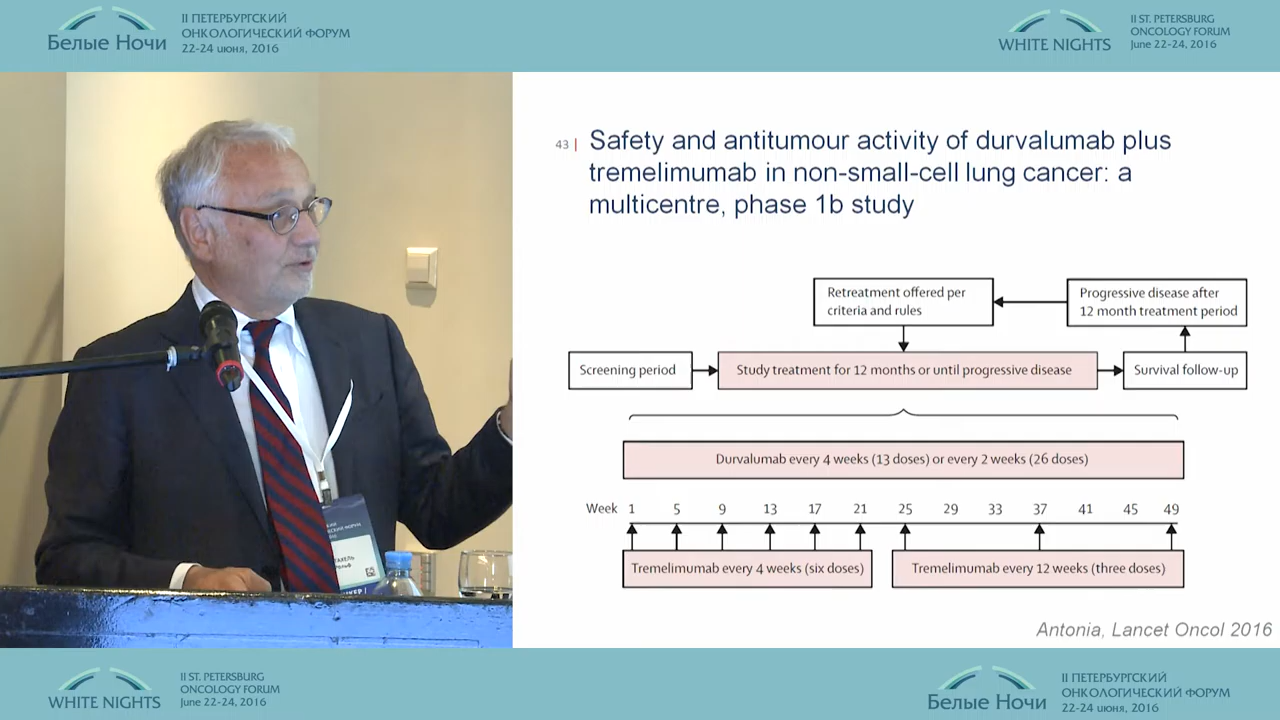 Белые Ночи
II ПЕТЕРБУРГСКИЙ
ОНКОЛОГИЧЕСКИЙ ФОРУМ
22-24 июня, 2016
WHITE NIGHTS
II ST. PETERSBURG
ONCOLOGY FORUM
June 22-24, 2016
43 | Safety and antitumour activity of durvalumab plus
tremelimumab in non-small-cell lung cancer: a
multicentre, phase 1b study
Retreatment offered per
criteria and rules
Progressive disease after
12 month treatment period
Screening period
Study treatment for 12 months or until progressive disease
Survival follow-up
Durvalumab every 4 weeks (13 doses) or every 2 weeks (26 doses)
Week 1 5 9 13 17 21 25 29 33 37 41 45 49
Tremelimumab every 4 weeks (six doses)
Tremelimumab every 12 weeks (three doses)
Antonia, Lancet Oncol 2016
WHITE NIGHTS
II ST. PETERSBURG
ONCOLOGY FORUM
June 22-24, 2016
Белые Ночи
II ПЕТЕРБУРГСКИЙ
ОНКОЛОГИЧЕСКИЙ ФОРУМ
22-24 июня, 2016